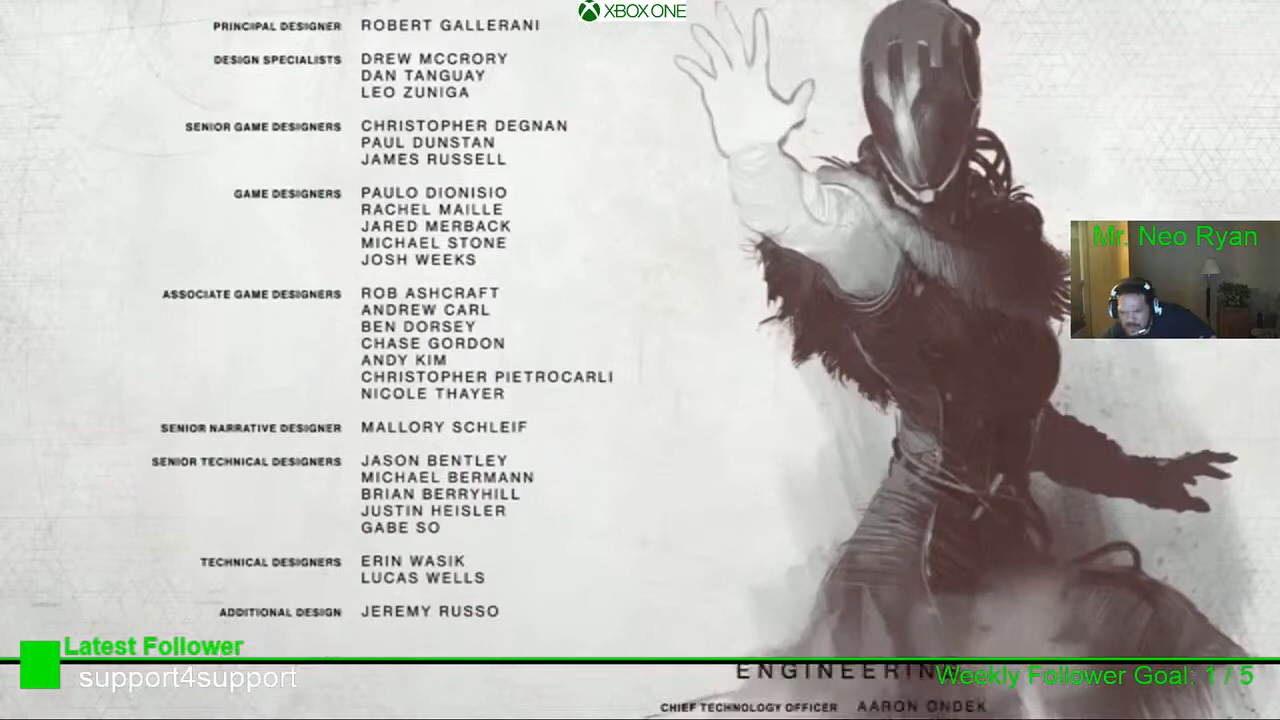 XBOX ONE
PRINCIPAL DESIGNER ROBERT GALLERANI
DESIGN SPECIALISTS DREW MCCRORY
DAN TANGUAY
LEO ZUNIGA
SENIOR GAME DESIGNERS CHRISTOPHER DEGNAN
PAUL DUNSTAN
JAMES RUSSELL
GAME DESIGNERS PAULO DIONISIO
RACHEL MAILLE
JARED MERBACK
MICHAEL STONE
JOSH WEEKS
Mr. Neo Ryan
ASSOCIATE GAME DESIGNERS ROB ASHCRAFT
ANDREW CARL
BEN DORSEY
CHASE GORDON
ANDY KIM
CHRISTOPHER PIETROCARLI
NICOLE THAYER
SENIOR NARRATIVE DESIGNER MALLORY SCHLEIF
SENIOR TECHNICAL DESIGNERS JASON BENTLEY
MICHAEL BERMANN
BRIAN BERRYHILL
JUSTIN HEISLER
GABE SO
TECHNICAL DESIGNERS ERIN WASIK
LUCAS WELLS
ADDITIONAL DESIGN JEREMY RUSSO
Latest Follower
support4support
ENGINEERIN
Weekly Follower Goal: 1 / 5
CHIEF TECHNOLOGY OFFICER AARON ONDEK